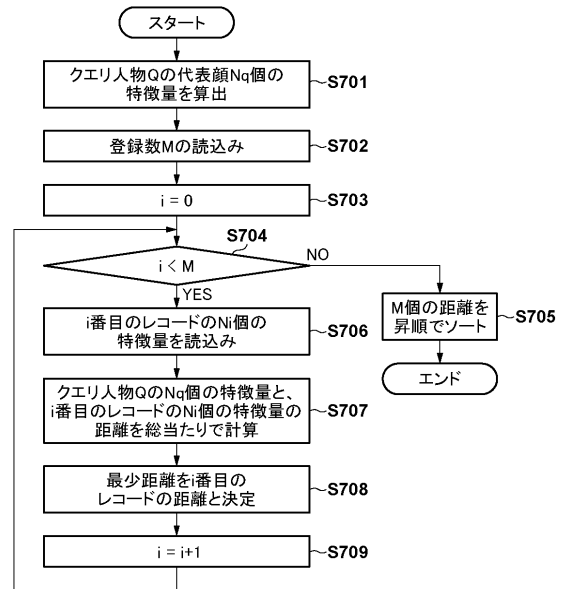 スタート
クエリ人物Qの代表顔Nq個の
特徴量を算出
S701
登録数Mの読込み
S702
i = 0
S703
S704
i < M
NO
YES
M個の距離を
昇順でソート
S705
エンド
i番目のレコードのNi個の
特徴量を読込み
S706
クエリ人物QのNq個の特徴量と、
i番目のレコードのNi個の特徴量の
距離を総当たりで計算
S707
最少距離をi番目の
レコードの距離と決定
S708
i = i+1
S709